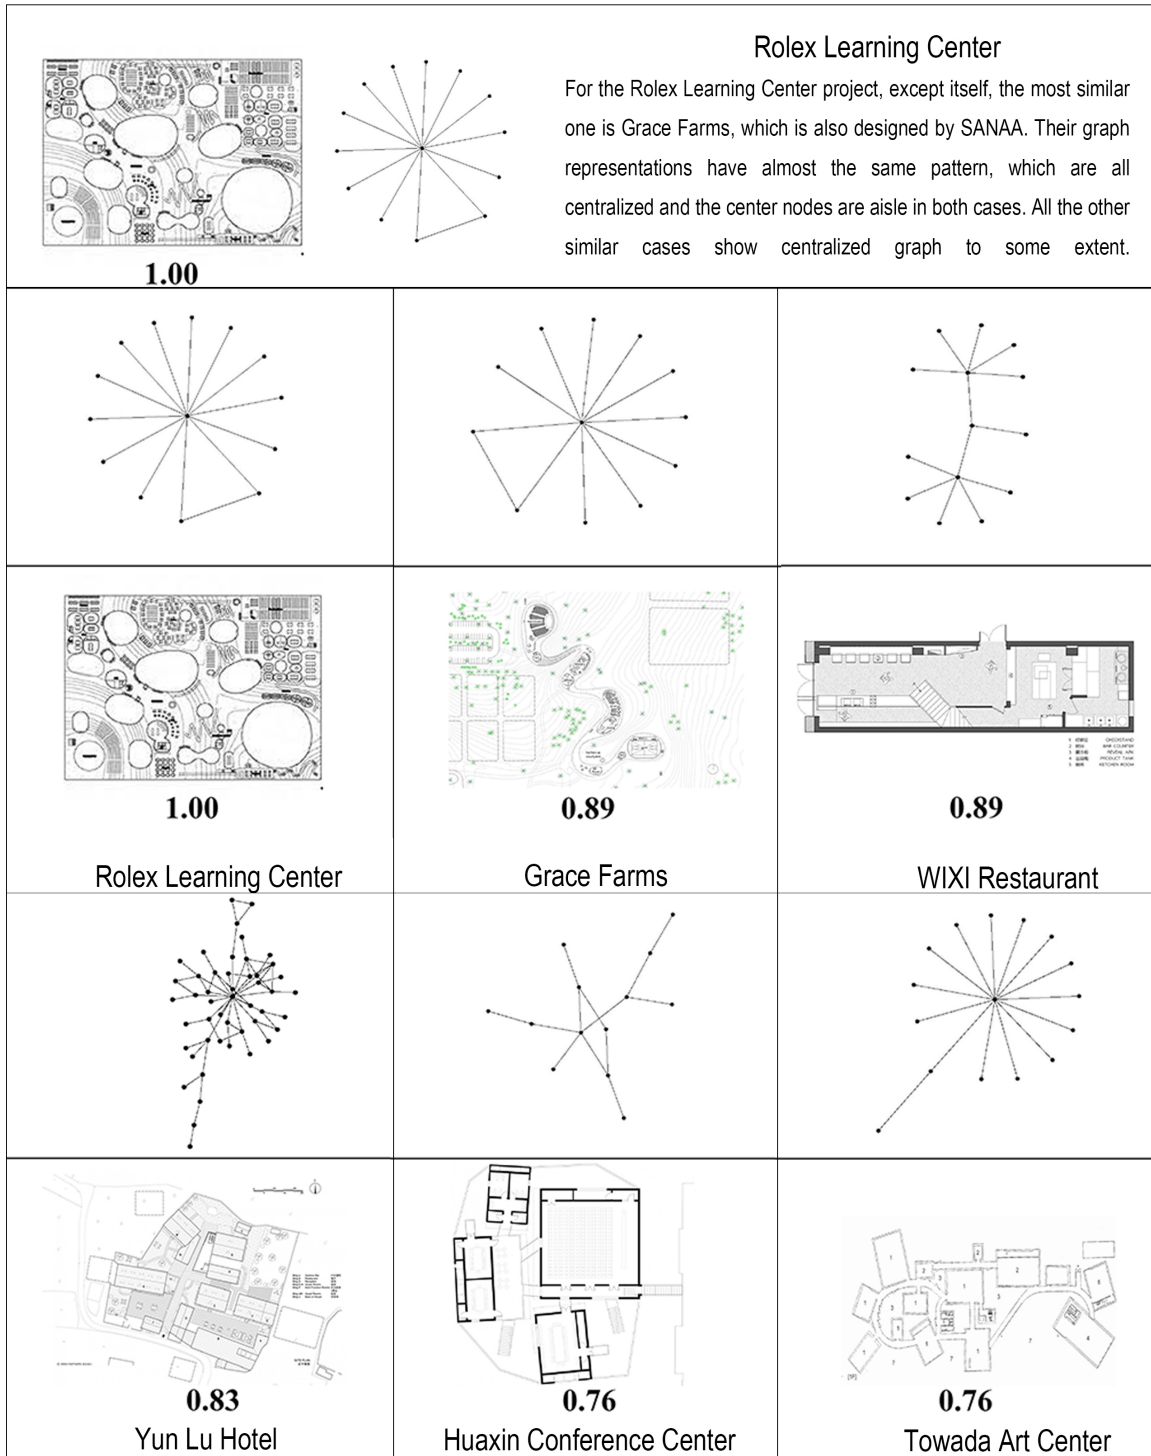 Rolex Learning Center
For the Rolex Learning Center project, except itself, the most similar
one is Grace Farms, which is also designed by SANAA. Their graph
representations have almost the same pattern, which are all
centralized and the center nodes are aisle in both cases. All the other
similar cases show centralized graph to some extent.
1.00
1.00
0.89
0.89
Rolex Learning Center
Grace Farms
WIXI Restaurant
0.83
0.76
0.76
Yun Lu Hotel
Huaxin Conference Center
Towada Art Center